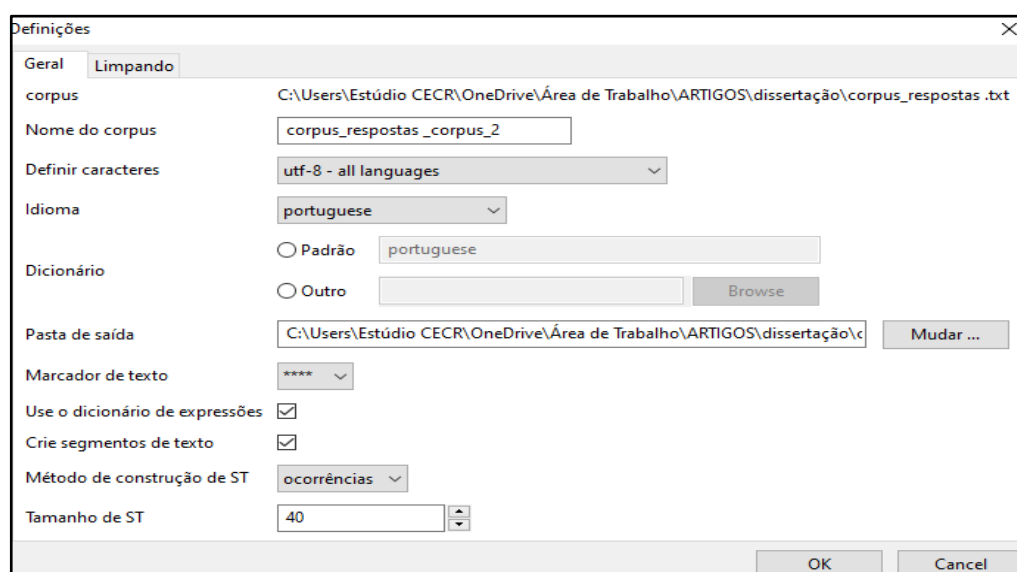 Definições
Geral Limpando
corpus C:\Users\Estúdio CECR\OneDrive\Área de Trabalho\ARTIGOS\dissertação\corpus_respostas .txt
Nome do corpus corpus_respostas _corpus_2
Definir caracteres utf-8 - all languages
Idioma portuguese
Dicionário
Padrão portuguese
Outro Browse
Pasta de saída C:\Users\Estúdio CECR\OneDrive\Área de Trabalho\ARTIGOS\dissertação\c Mudar ...
Marcador de texto ****
Use o dicionário de expressões
Crie segmentos de texto
Método de construção de ST ocorrências
Tamanho de ST 40
OK Cancel